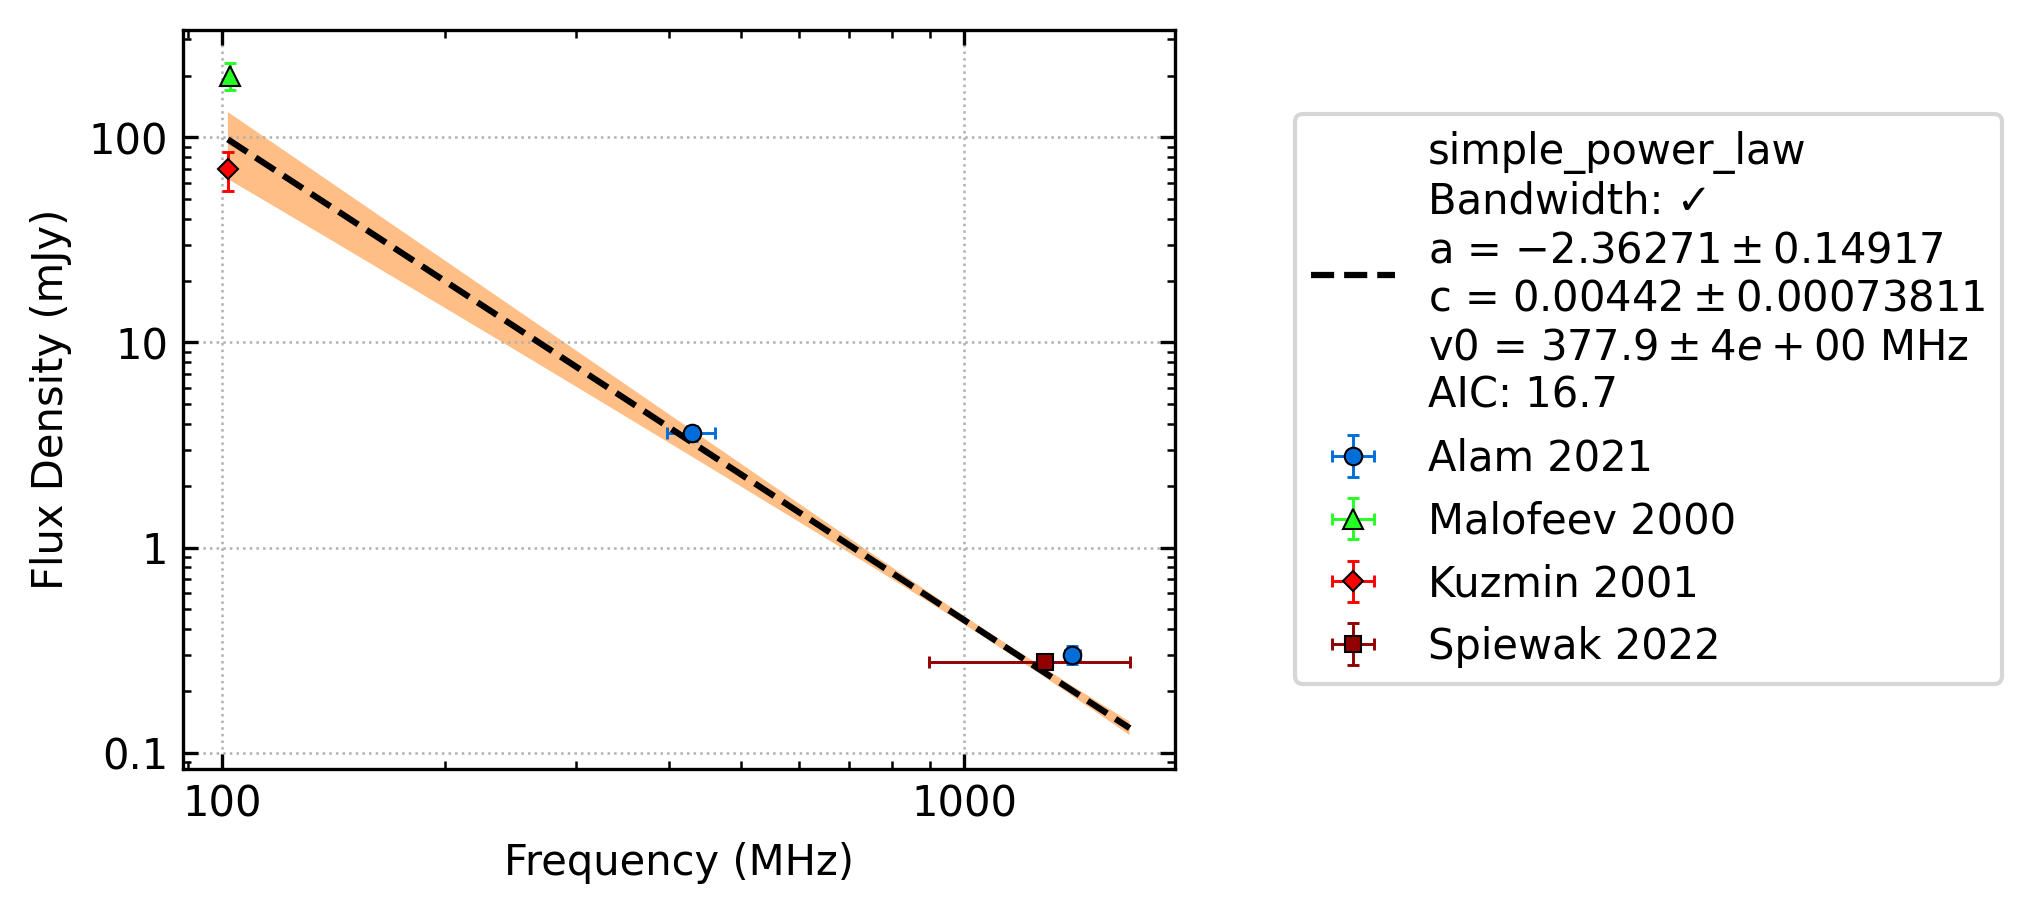 100
10
1
0.1
100
1000
Flux Density (mJy)
Frequency (MHz)
simple_power_law
Bandwidth: ✓
a = −2.36271 ± 0.14917
c = 0.00442 ± 0.00073811
v0 = 377.9 ± 4e + 00 MHz
AIC: 16.7
Alam 2021
Malofeev 2000
Kuzmin 2001
Spiewak 2022